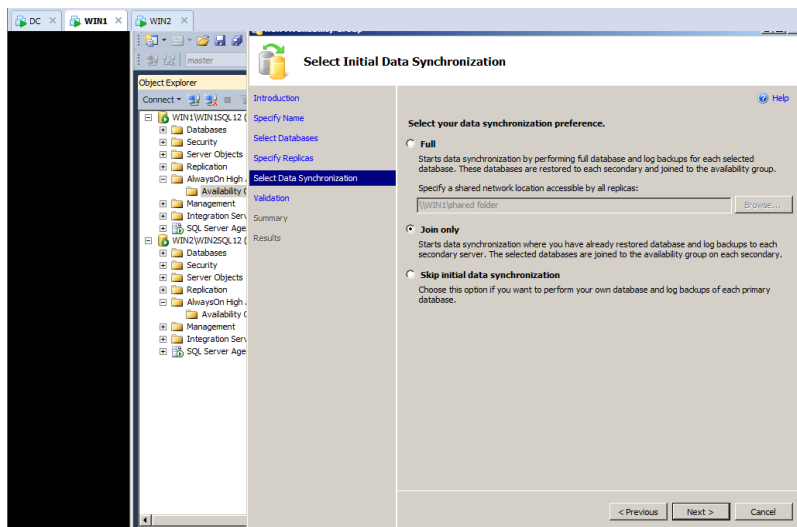 DC × WIN1 × WIN2 ×
master
Object Explorer
Connect
WIN1\WIN1SQL12 (
Databases
Security
Server Objects
Replication
AlwaysOn High
Availability
Management
Integration Serv
SQL Server Age
WIN2\WIN2SQL12 (
Databases
Security
Server Objects
Replication
AlwaysOn High
Availability
Management
Integration Serv
SQL Server Age
Select Initial Data Synchronization
Introduction
Specify Name
Select Databases
Specify Replicas
Select Data Synchronization
Validation
Summary
Results
Help
Select your data synchronization preference.
Full
Starts data synchronization by performing full database and log backups for each selected
database. These databases are restored to each secondary and joined to the availability group.
Specify a shared network location accessible by all replicas:
\\WIN1\shared folder Browse...
Join only
Starts data synchronization where you have already restored database and log backups to each
secondary server. The selected databases are joined to the availability group on each secondary.
Skip initial data synchronization
Choose this option if you want to perform your own database and log backups of each primary
database.
< Previous Next > Cancel